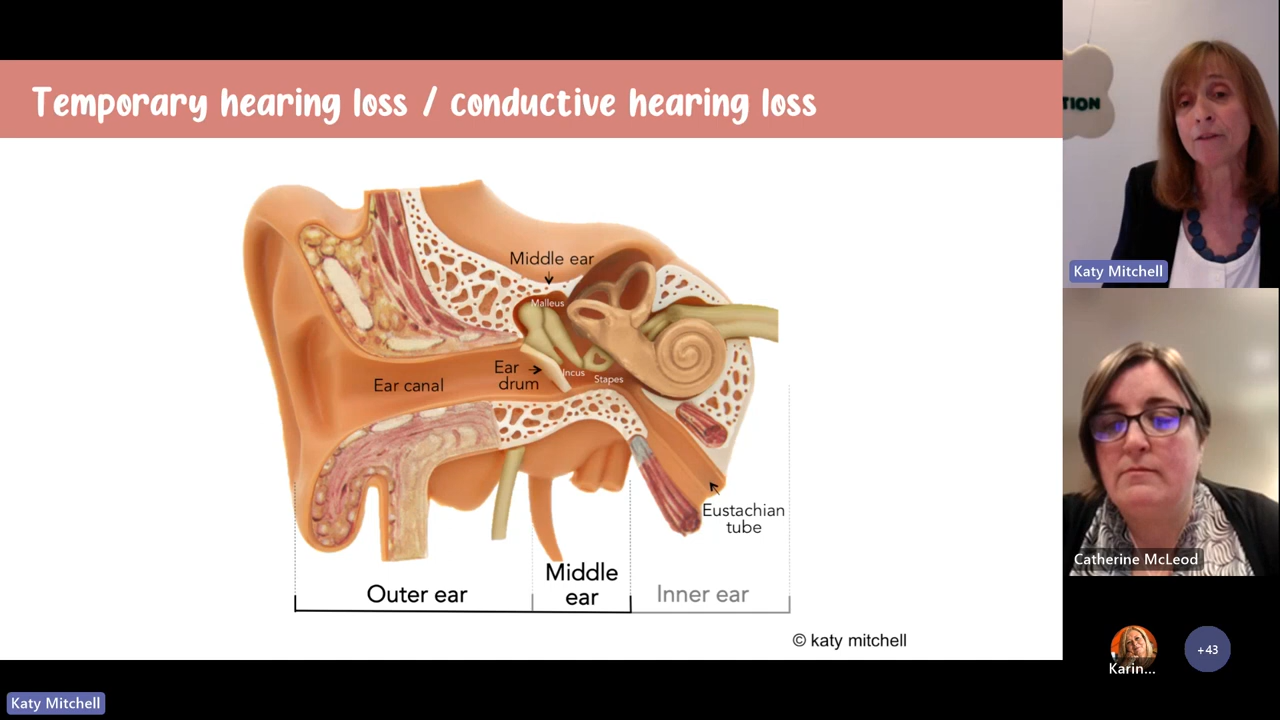 Temporary hearing loss / conductive hearing loss
Middle ear
Malleus
Ear
drum
Incus
Stapes
Ear canal
Eustachian
tube
Outer ear
Middle
ear
Inner ear
© katy mitchell
TION
Katy Mitchell
Catherine McLeod
Karin...
+43
Katy Mitchell